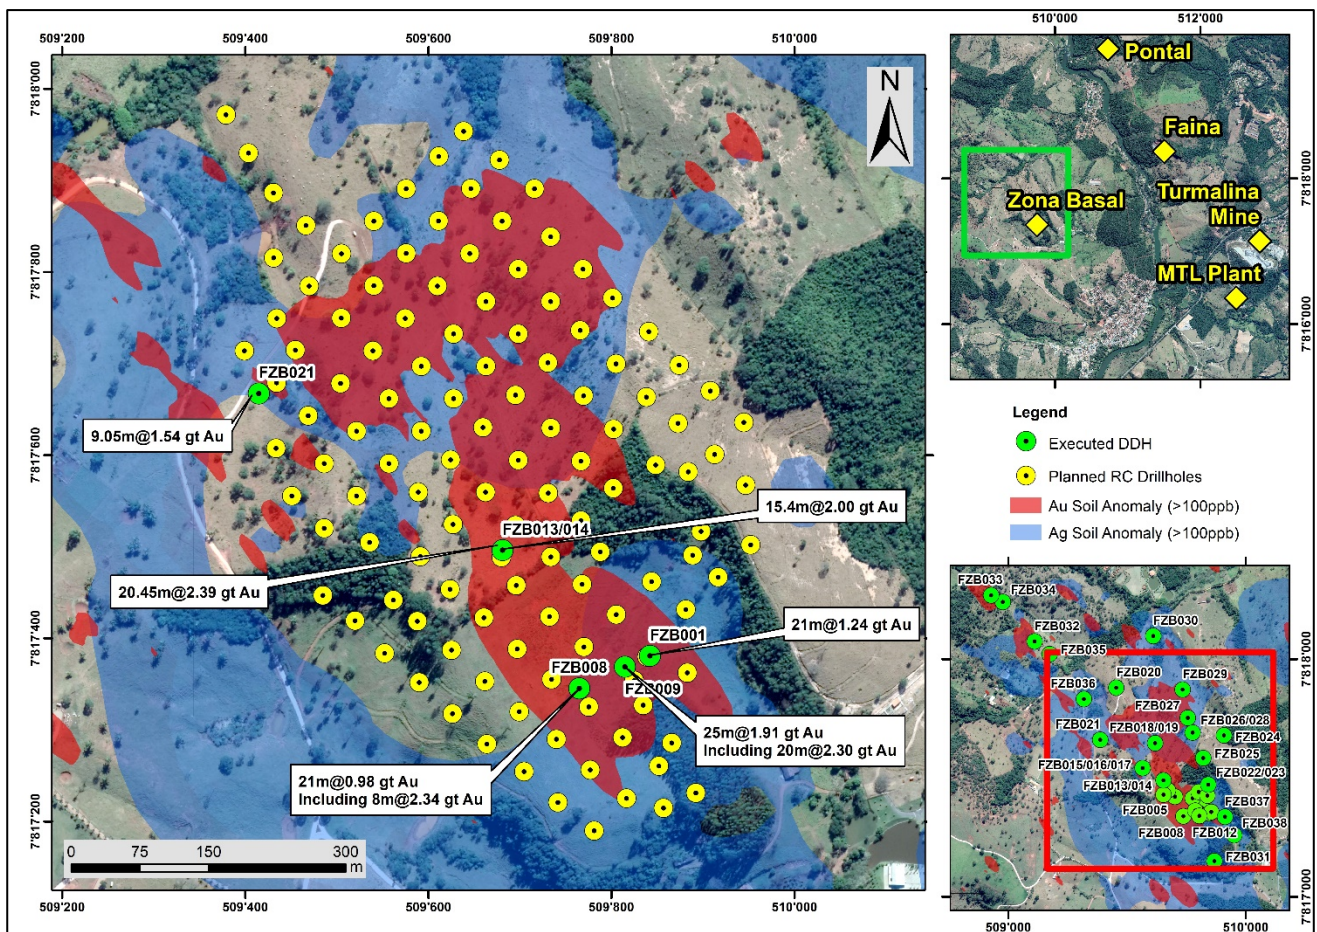 509'200
509'400
509'600
509'800
510'000
7'818'000
7'817'800
7'817'600
7'817'400
7'817'200
N
FZB021
9.05m@1.54 gt Au
15.4m@2.00 gt Au
FZB013/014
20.45m@2.39 gt Au
FZB001
21m@1.24 gt Au
FZB008
FZB009
25m@1.91 gt Au
Including 20m@2.30 gt Au
21m@0.98 gt Au
Including 8m@2.34 gt Au
0
75
150
300
m
509'200
509'400
509'600
509'800
510'000
510'000
512'000
Pontal
Faina
7'818'000
Zona Basal
Turmalina
Mine
MTL Plant
7'816'000
Legend
Executed DDH
Planned RC Drillholes
Au Soil Anomaly (>100ppb)
Ag Soil Anomaly (>100ppb)
FZB033
FZB034
FZB032
FZB030
FZB035
7'818'000
FZB020
FZB029
FZB036
FZB027
FZB021
FZB018/019
FZB026/028
FZB024
FZB025
FZB015/016/017
FZB022/023
FZB013/014
FZB005
FZB037
FZB008
FZB012
FZB038
FZB031
7'817'000
509'000
510'000